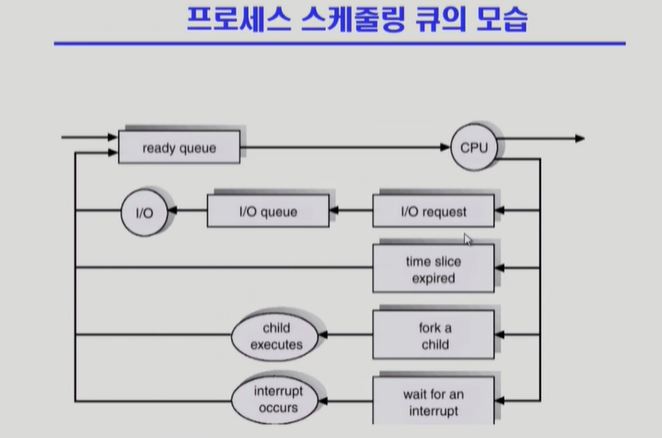 프로세스 스케줄링 큐의 모습
ready queue
CPU
I/O
I/O queue
I/O request
time slice
expired
child
executes
fork a
child
interrupt
occurs
wait for an
interrupt